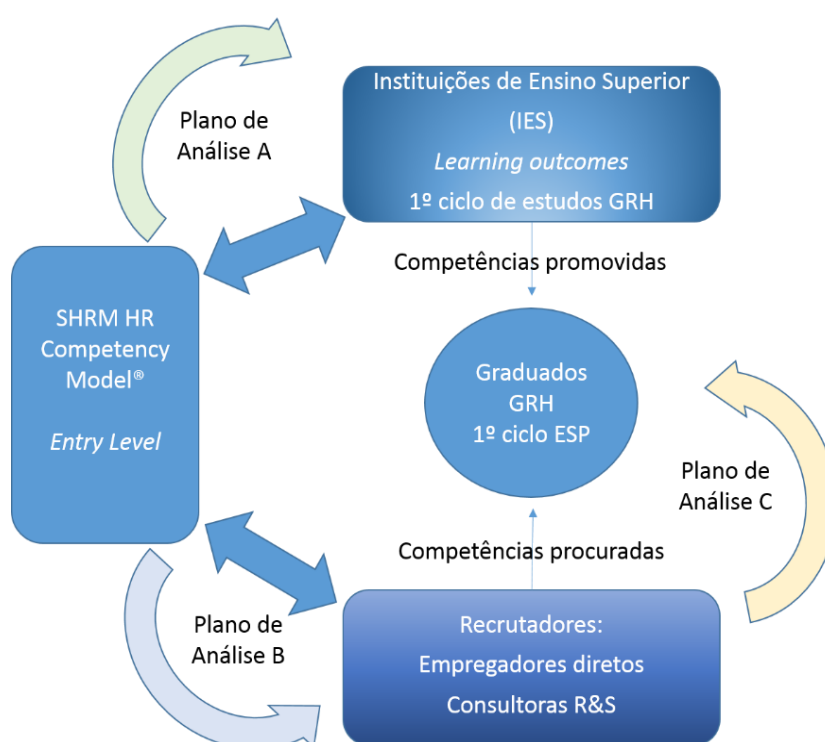 Plano de
Análise A
Instituições de Ensino Superior
(IES)
Learning outcomes
1º ciclo de estudos GRH
Competências promovidas
SHRM HR
Competency
Model®
Entry Level
Graduados
GRH
1º ciclo ESP
Plano de
Análise C
Competências procuradas
Plano de
Análise B
Recrutadores:
Empregadores diretos
Consultoras R&S